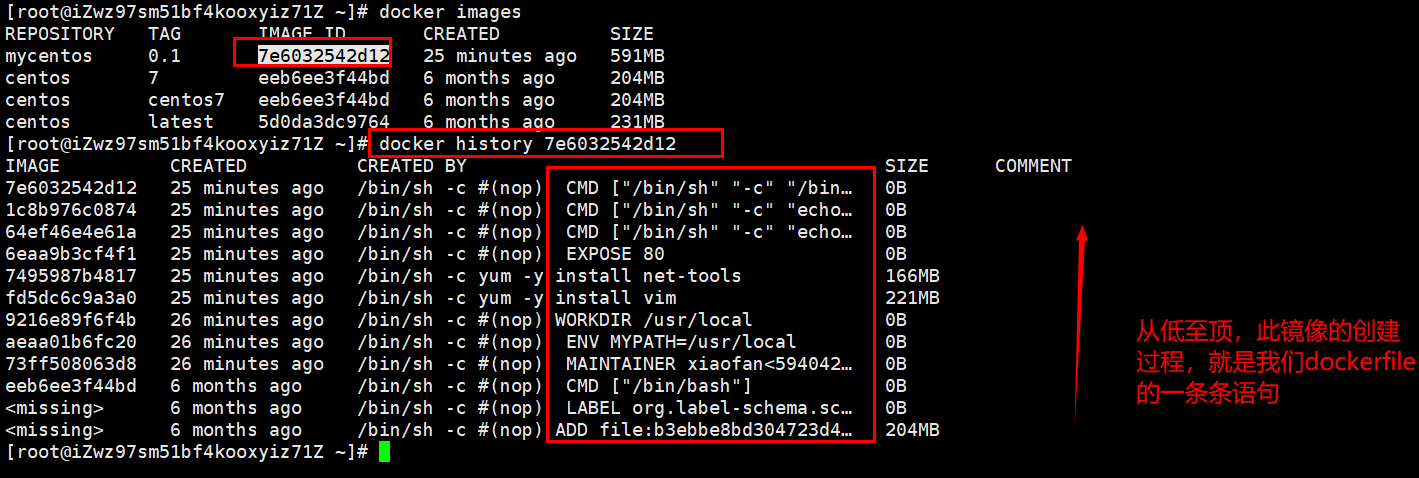 [root@iZwz97sm51bf4kooxyiz71Z ~]# docker images
REPOSITORY TAG IMAGE ID CREATED SIZE
mycentos 0.1 7e6032542d12 25 minutes ago 591MB
centos 7 eeb6ee3f44bd 6 months ago 204MB
centos centos7 eeb6ee3f44bd 6 months ago 204MB
centos latest 5d0da3dc9764 6 months ago 231MB
[root@iZwz97sm51bf4kooxyiz71Z ~]# docker history 7e6032542d12
IMAGE CREATED CREATED BY SIZE COMMENT
7e6032542d12 25 minutes ago /bin/sh -c #(nop) CMD ["/bin/sh" "-c" "/bin… 0B
1c8b976c0874 25 minutes ago /bin/sh -c #(nop) CMD ["/bin/sh" "-c" "echo… 0B
64ef46e4e61a 25 minutes ago /bin/sh -c #(nop) CMD ["/bin/sh" "-c" "echo… 0B
6eaa9b3cf4f1 25 minutes ago /bin/sh -c #(nop) EXPOSE 80 0B
7495987b4817 25 minutes ago /bin/sh -c yum -y install net-tools 166MB
fd5dc6c9a3a0 25 minutes ago /bin/sh -c yum -y install vim 221MB
9216e89f6f4b 26 minutes ago /bin/sh -c #(nop) WORKDIR /usr/local 0B
aeaa01b6fc20 26 minutes ago /bin/sh -c #(nop) ENV MYPATH=/usr/local 0B
73ff508063d8 26 minutes ago /bin/sh -c #(nop) MAINTAINER xiaofan<594042… 0B
eeb6ee3f44bd 6 months ago /bin/sh -c #(nop) CMD ["/bin/bash"] 0B
<missing> 6 months ago /bin/sh -c #(nop) LABEL org.label-schema.sc… 0B
<missing> 6 months ago /bin/sh -c #(nop) ADD file:b3ebbe8bd304723d4… 204MB
[root@iZwz97sm51bf4kooxyiz71Z ~]#
从低至顶，此镜像的创建
过程，就是我们dockerfile
的一条条语句